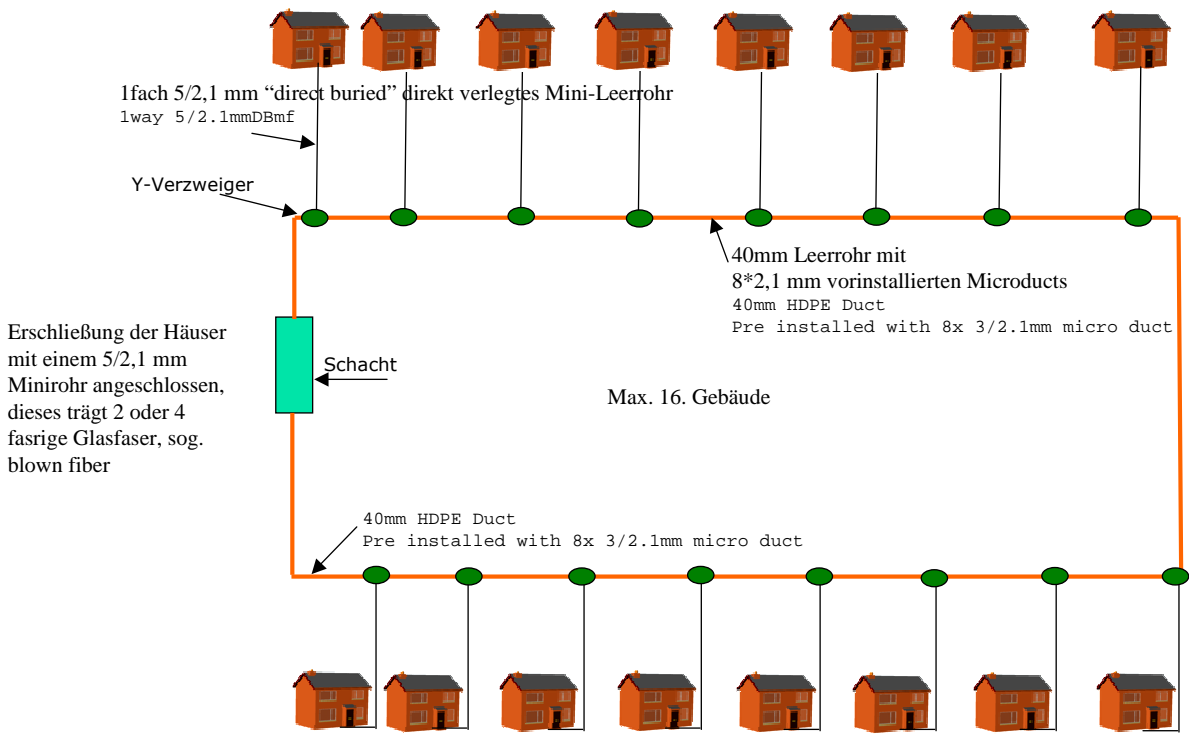 1fach 5/2,1 mm “direct buried” direkt verlegtes Mini-Leerrohr
1way 5/2.1mmDBmf
Y-Verzweiger
40mm Leerrohr mit
8*2,1 mm vorinstallierten Microducts
40mm HDPE Duct
Pre installed with 8x 3/2.1mm micro duct
Erschließung der Häuser
mit einem 5/2,1 mm
Minirohr angeschlossen,
dieses trägt 2 oder 4
fasrige Glasfaser, sog.
blown fiber
Schacht
Max. 16. Gebäude
40mm HDPE Duct
Pre installed with 8x 3/2.1mm micro duct